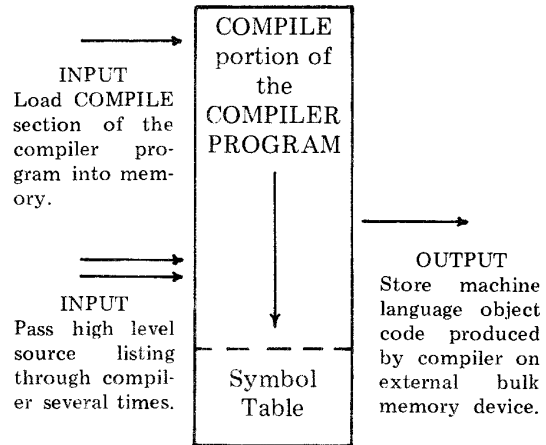 COMPILE
portion of
the
COMPILER
PROGRAM
INPUT
Load COMPILE
section of the
compiler pro-
gram into mem-
ory.
INPUT
Pass high level
source listing
through compil-
er several times.
Symbol
Table
OUTPUT
Store machine
language object
code produced
by compiler on
external bulk
memory device.